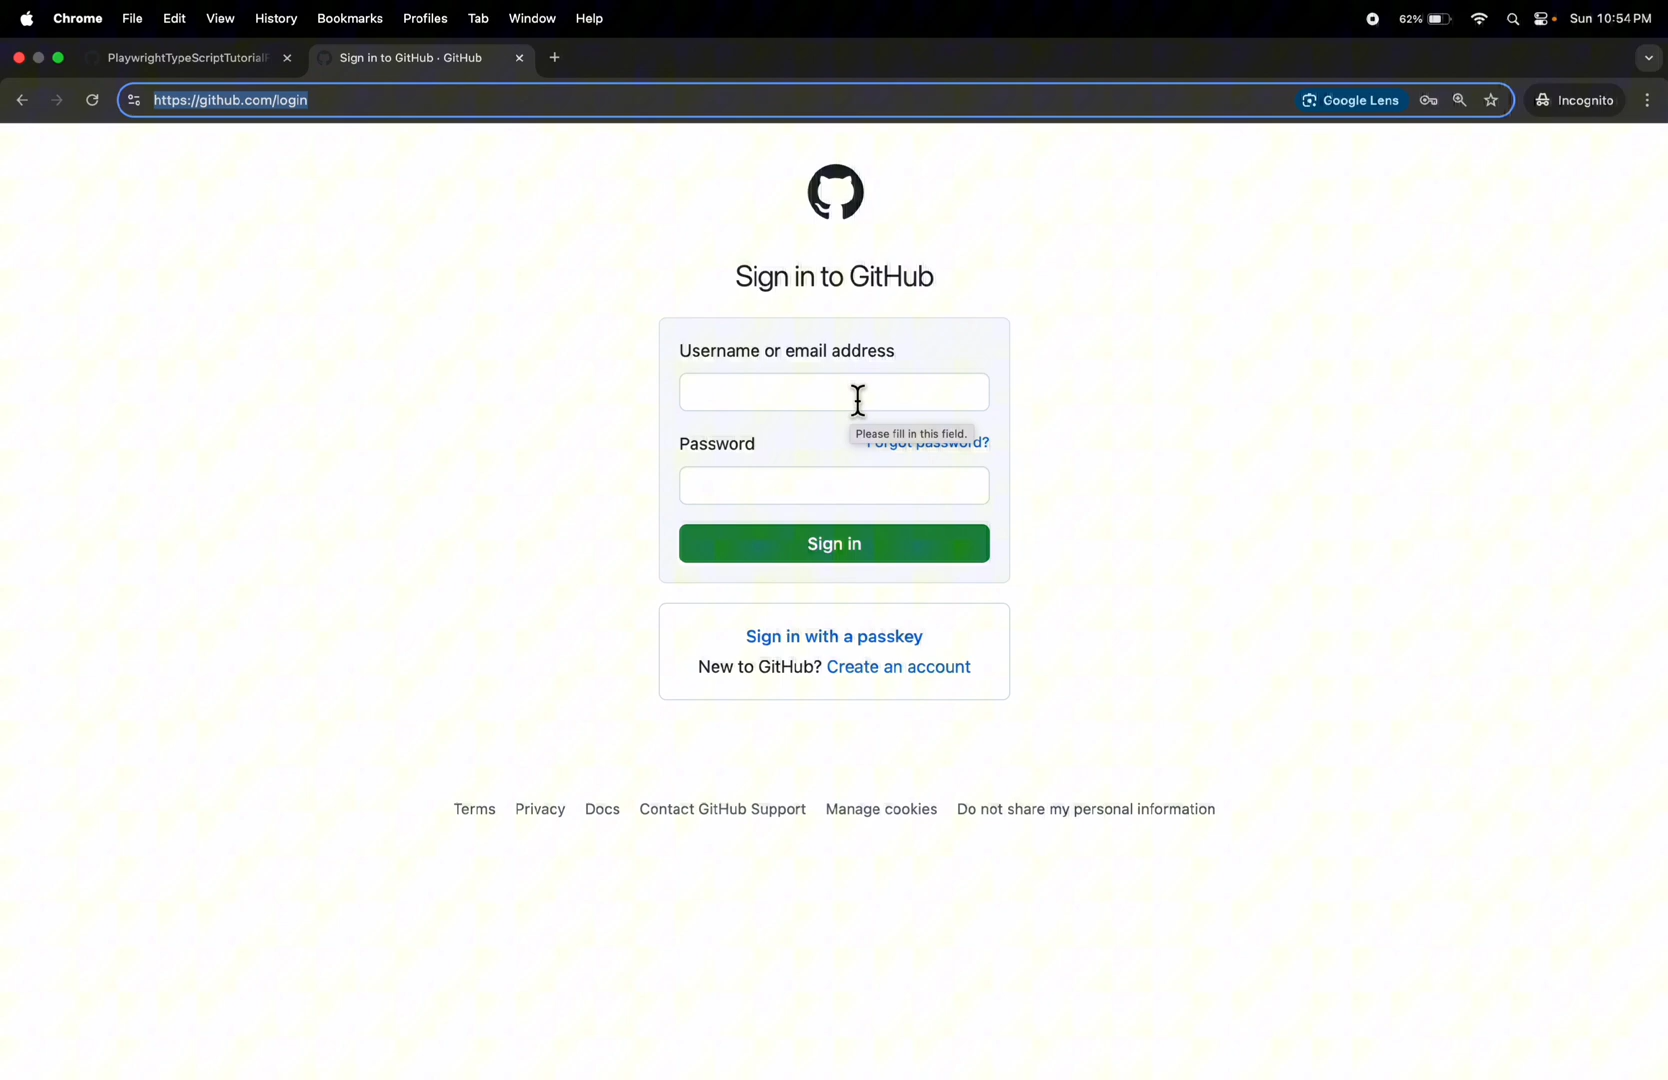 Chrome File Edit View History Bookmarks Profiles Tab Window Help 62% Sun 10:54 PM
PlaywrightTypeScriptTutorial Sign in to GitHub · GitHub
https://github.com/login Google Lens Incognito
Sign in to GitHub
Username or email address
Please fill in this field.
Password Forgot password?
Sign in
Sign in with a passkey
New to GitHub? Create an account
Terms Privacy Docs Contact GitHub Support Manage cookies Do not share my personal information